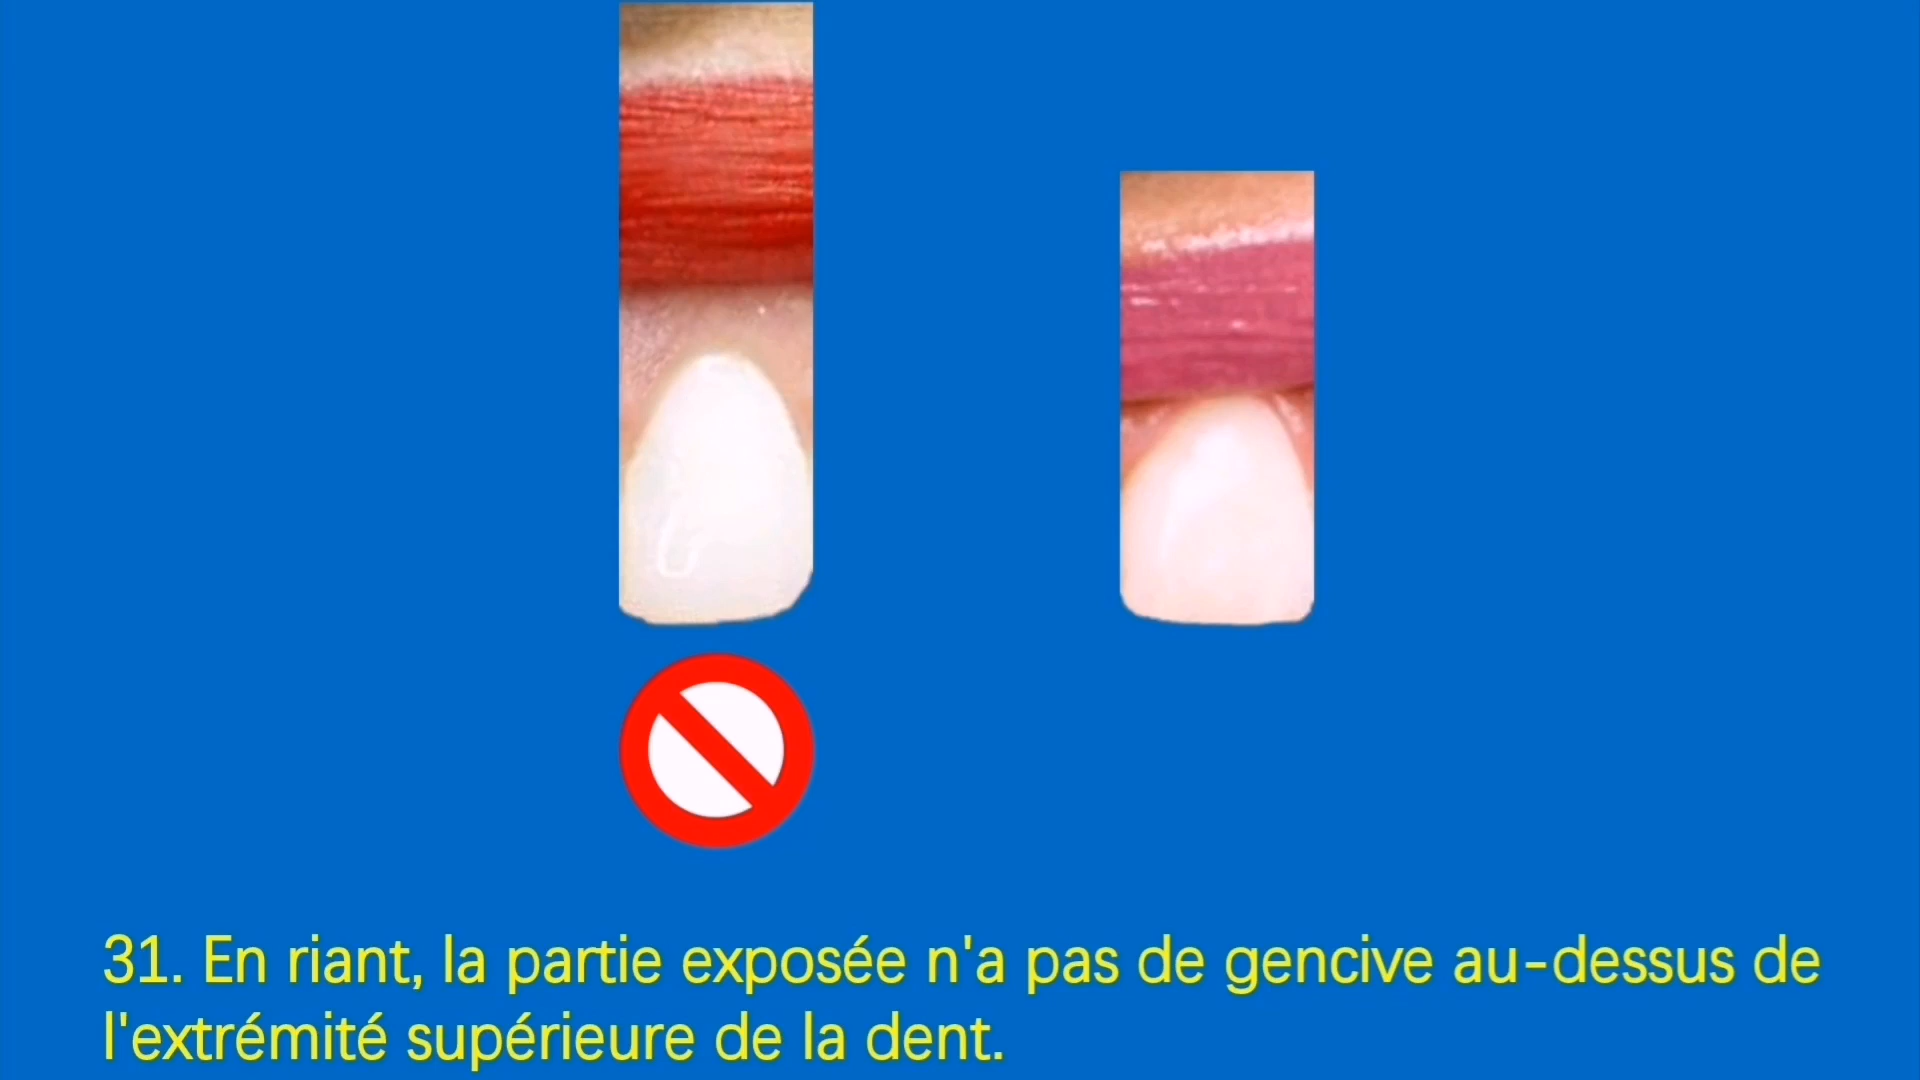 31. En riant, la partie exposée n'a pas de gencive au-dessus de
l'extrémité supérieure de la dent.